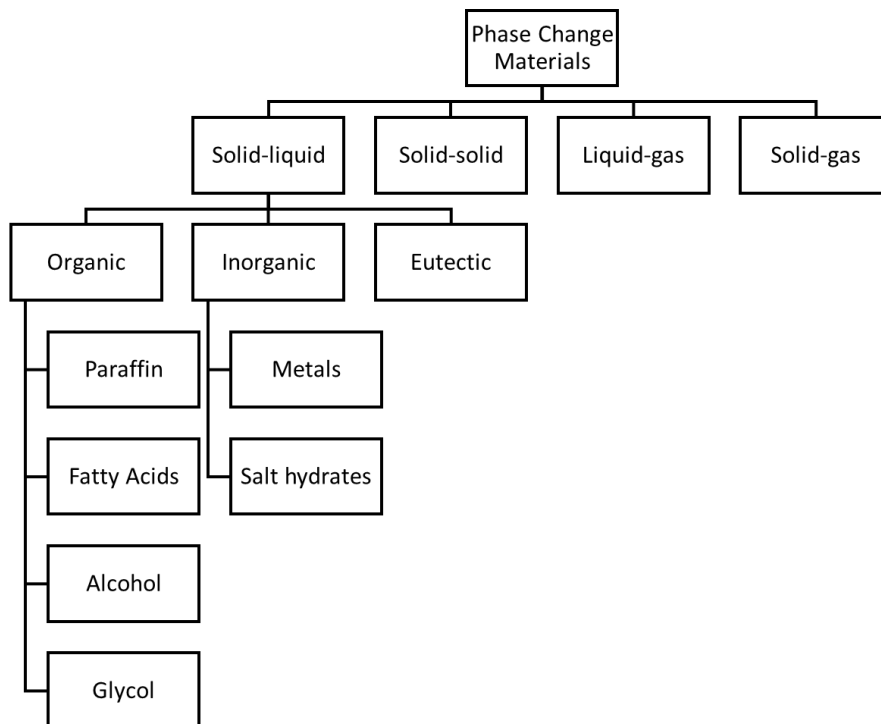 Phase Change
Materials
Solid-liquid
Solid-solid
Liquid-gas
Solid-gas
Organic
Inorganic
Eutectic
Paraffin
Metals
Fatty Acids
Salt hydrates
Alcohol
Glycol